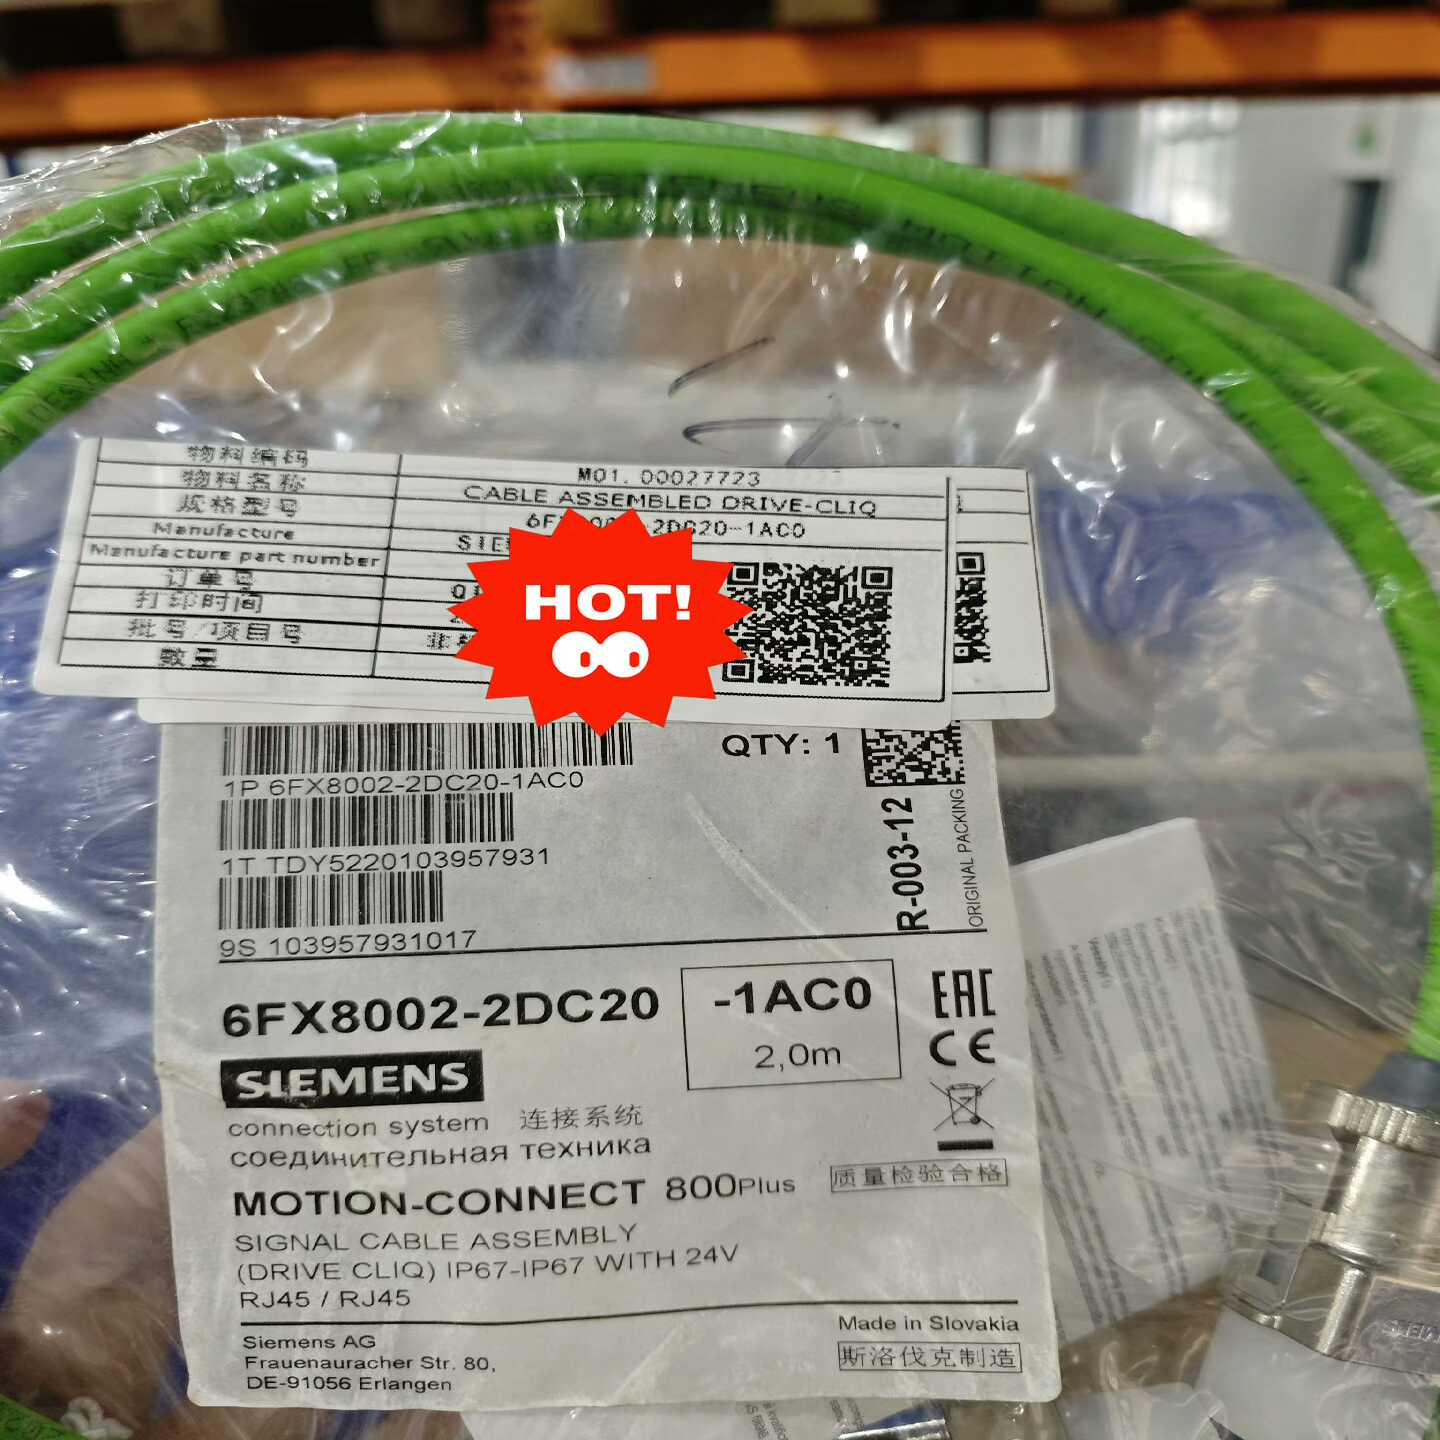 物料编码
M01.00027723
物料名称
CABLE ASSEMBLED DRIVE-CLIQ
规格型号
-2DC20-1AC0
Manufacture
Manufacture part number
订单号
打印时间
批号/项目号
数量
HOT!
QTY: 1
1P 6FX8002-2DC20-1AC0
1T TDY5220103957931
9S 103957931017
R-003-12
ORIGINAL PACKING
6FX8002-2DC20
-1AC0
2,0m
EAC
CE
SIEMENS
connection system 连接系统
соединительная техника
MOTION-CONNECT 800Plus
质量检验合格
SIGNAL CABLE ASSEMBLY
(DRIVE CLIQ) IP67-IP67 WITH 24V
RJ45 / RJ45
Made in Slovakia
斯洛伐克制造
Siemens AG
Frauenauracher Str. 80,
DE-91056 Erlangen